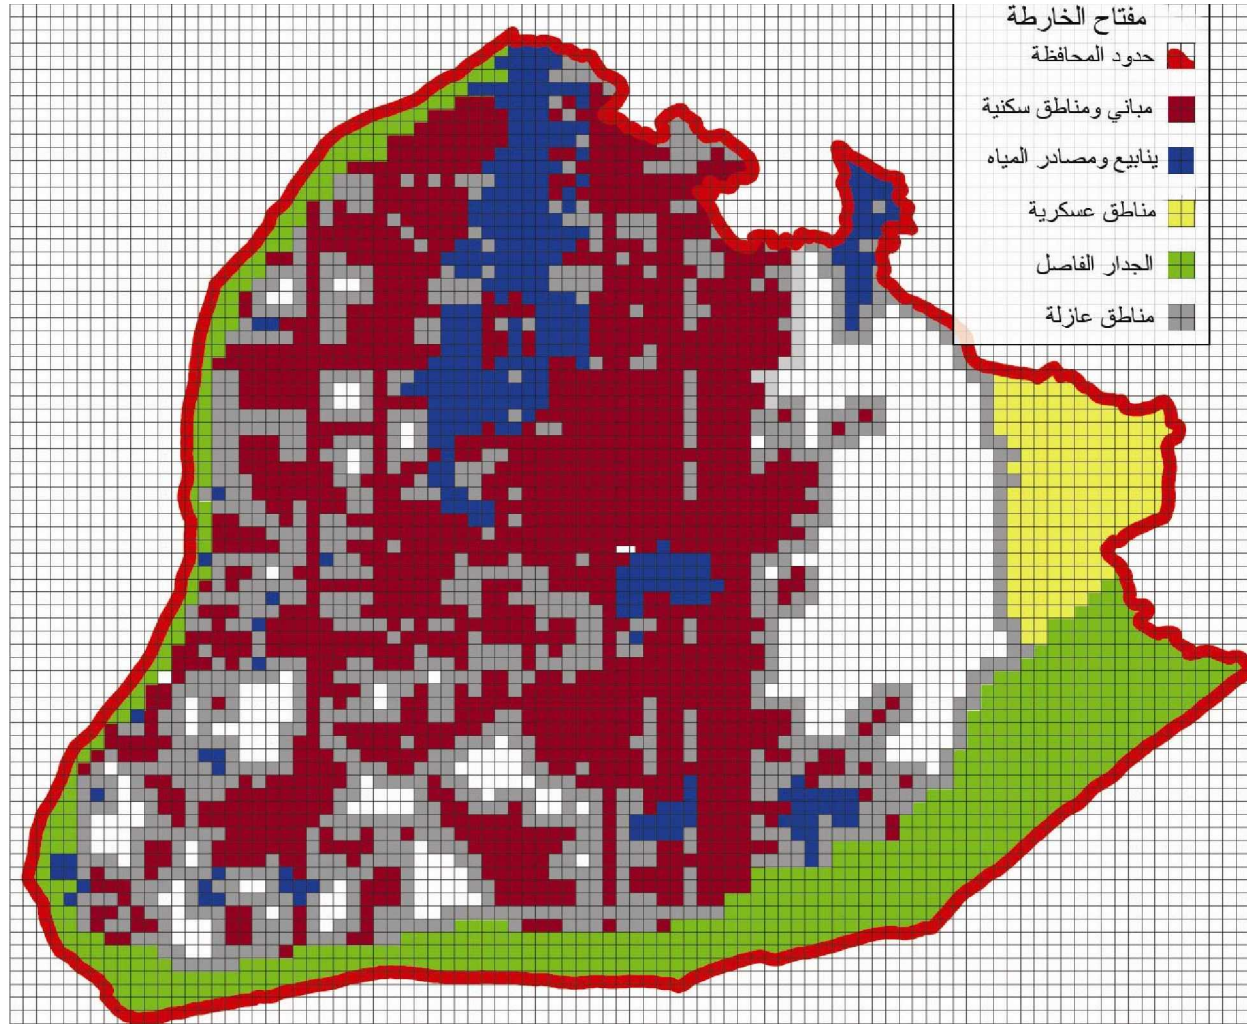 مفتاح الخارطة
حدود المحافظة
مباني ومناطق سكنية
ينابيع ومصادر المياه
مناطق عسكرية
الجدار الفاصل
مناطق عازلة